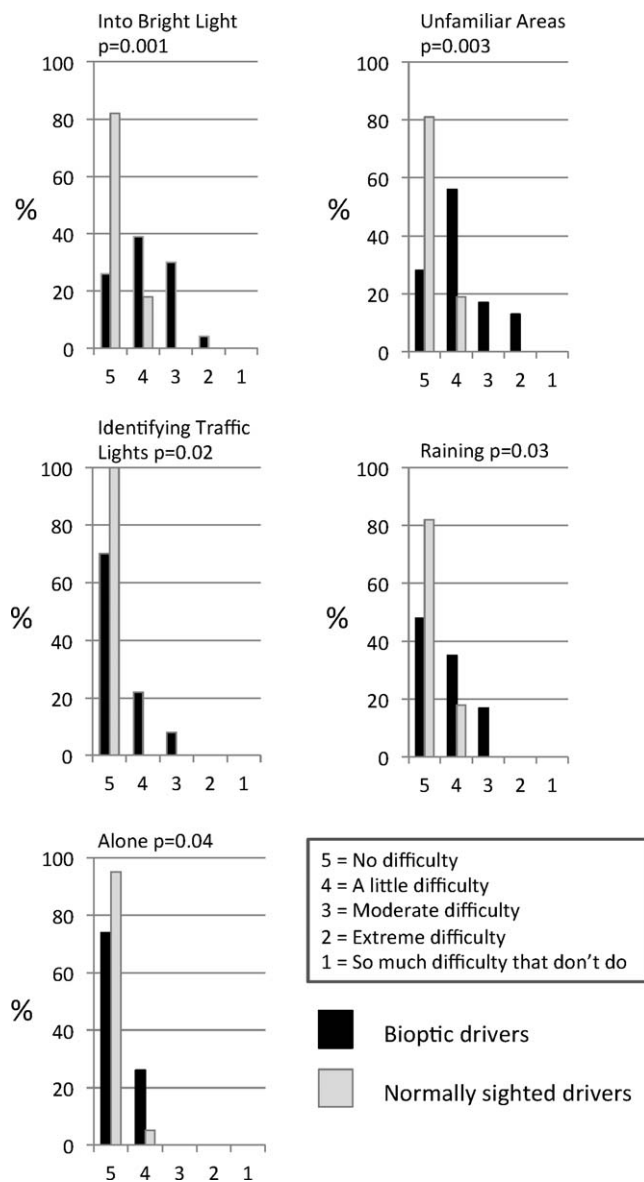 Into Bright Light
p=0.001
100
80
60
%
40
20
0
5 4 3 2 1
Unfamiliar Areas
p=0.003
100
80
60
%
40
20
0
5 4 3 2 1
Identifying Traffic
Lights p=0.02
100
80
60
%
40
20
0
5 4 3 2 1
Raining p=0.03
100
80
60
%
40
20
0
5 4 3 2 1
Alone p=0.04
100
80
60
%
40
20
0
5 4 3 2 1
5 = No difficulty
4 = A little difficulty
3 = Moderate difficulty
2 = Extreme difficulty
1 = So much difficulty that don't do
Bioptic drivers
Normally sighted drivers